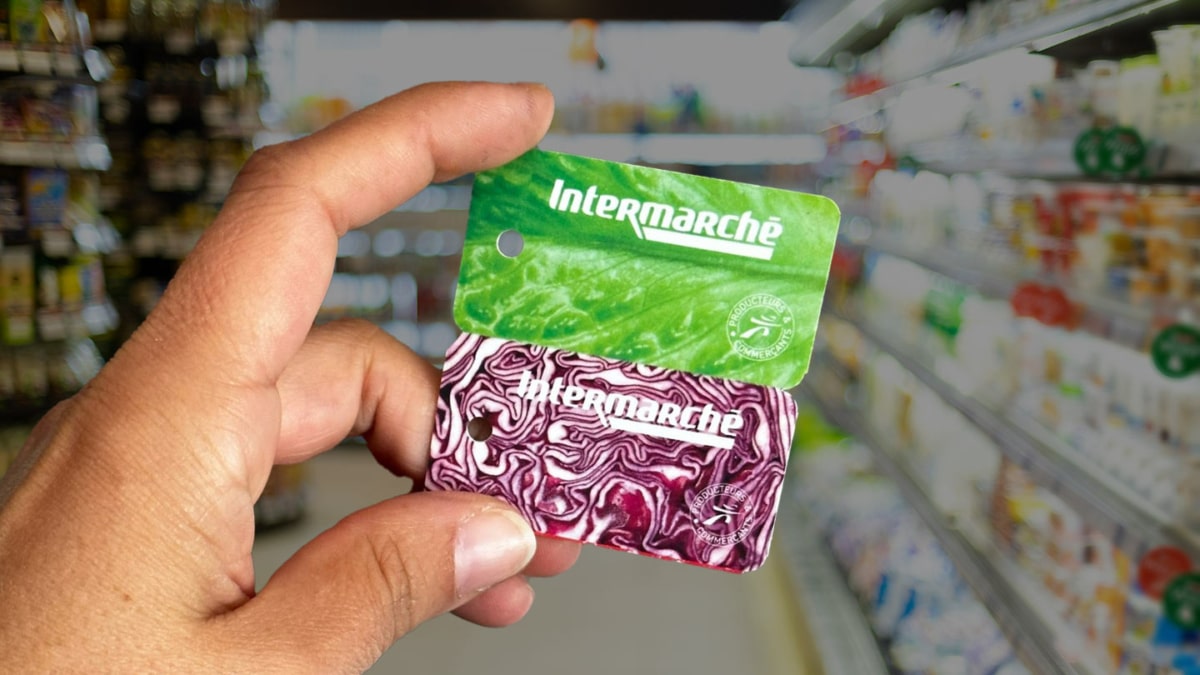 Intermarché
PRODUCTEURS &
COMMERÇANTS
Intermarché
PRODUCTEURS &
COMMERÇANTS